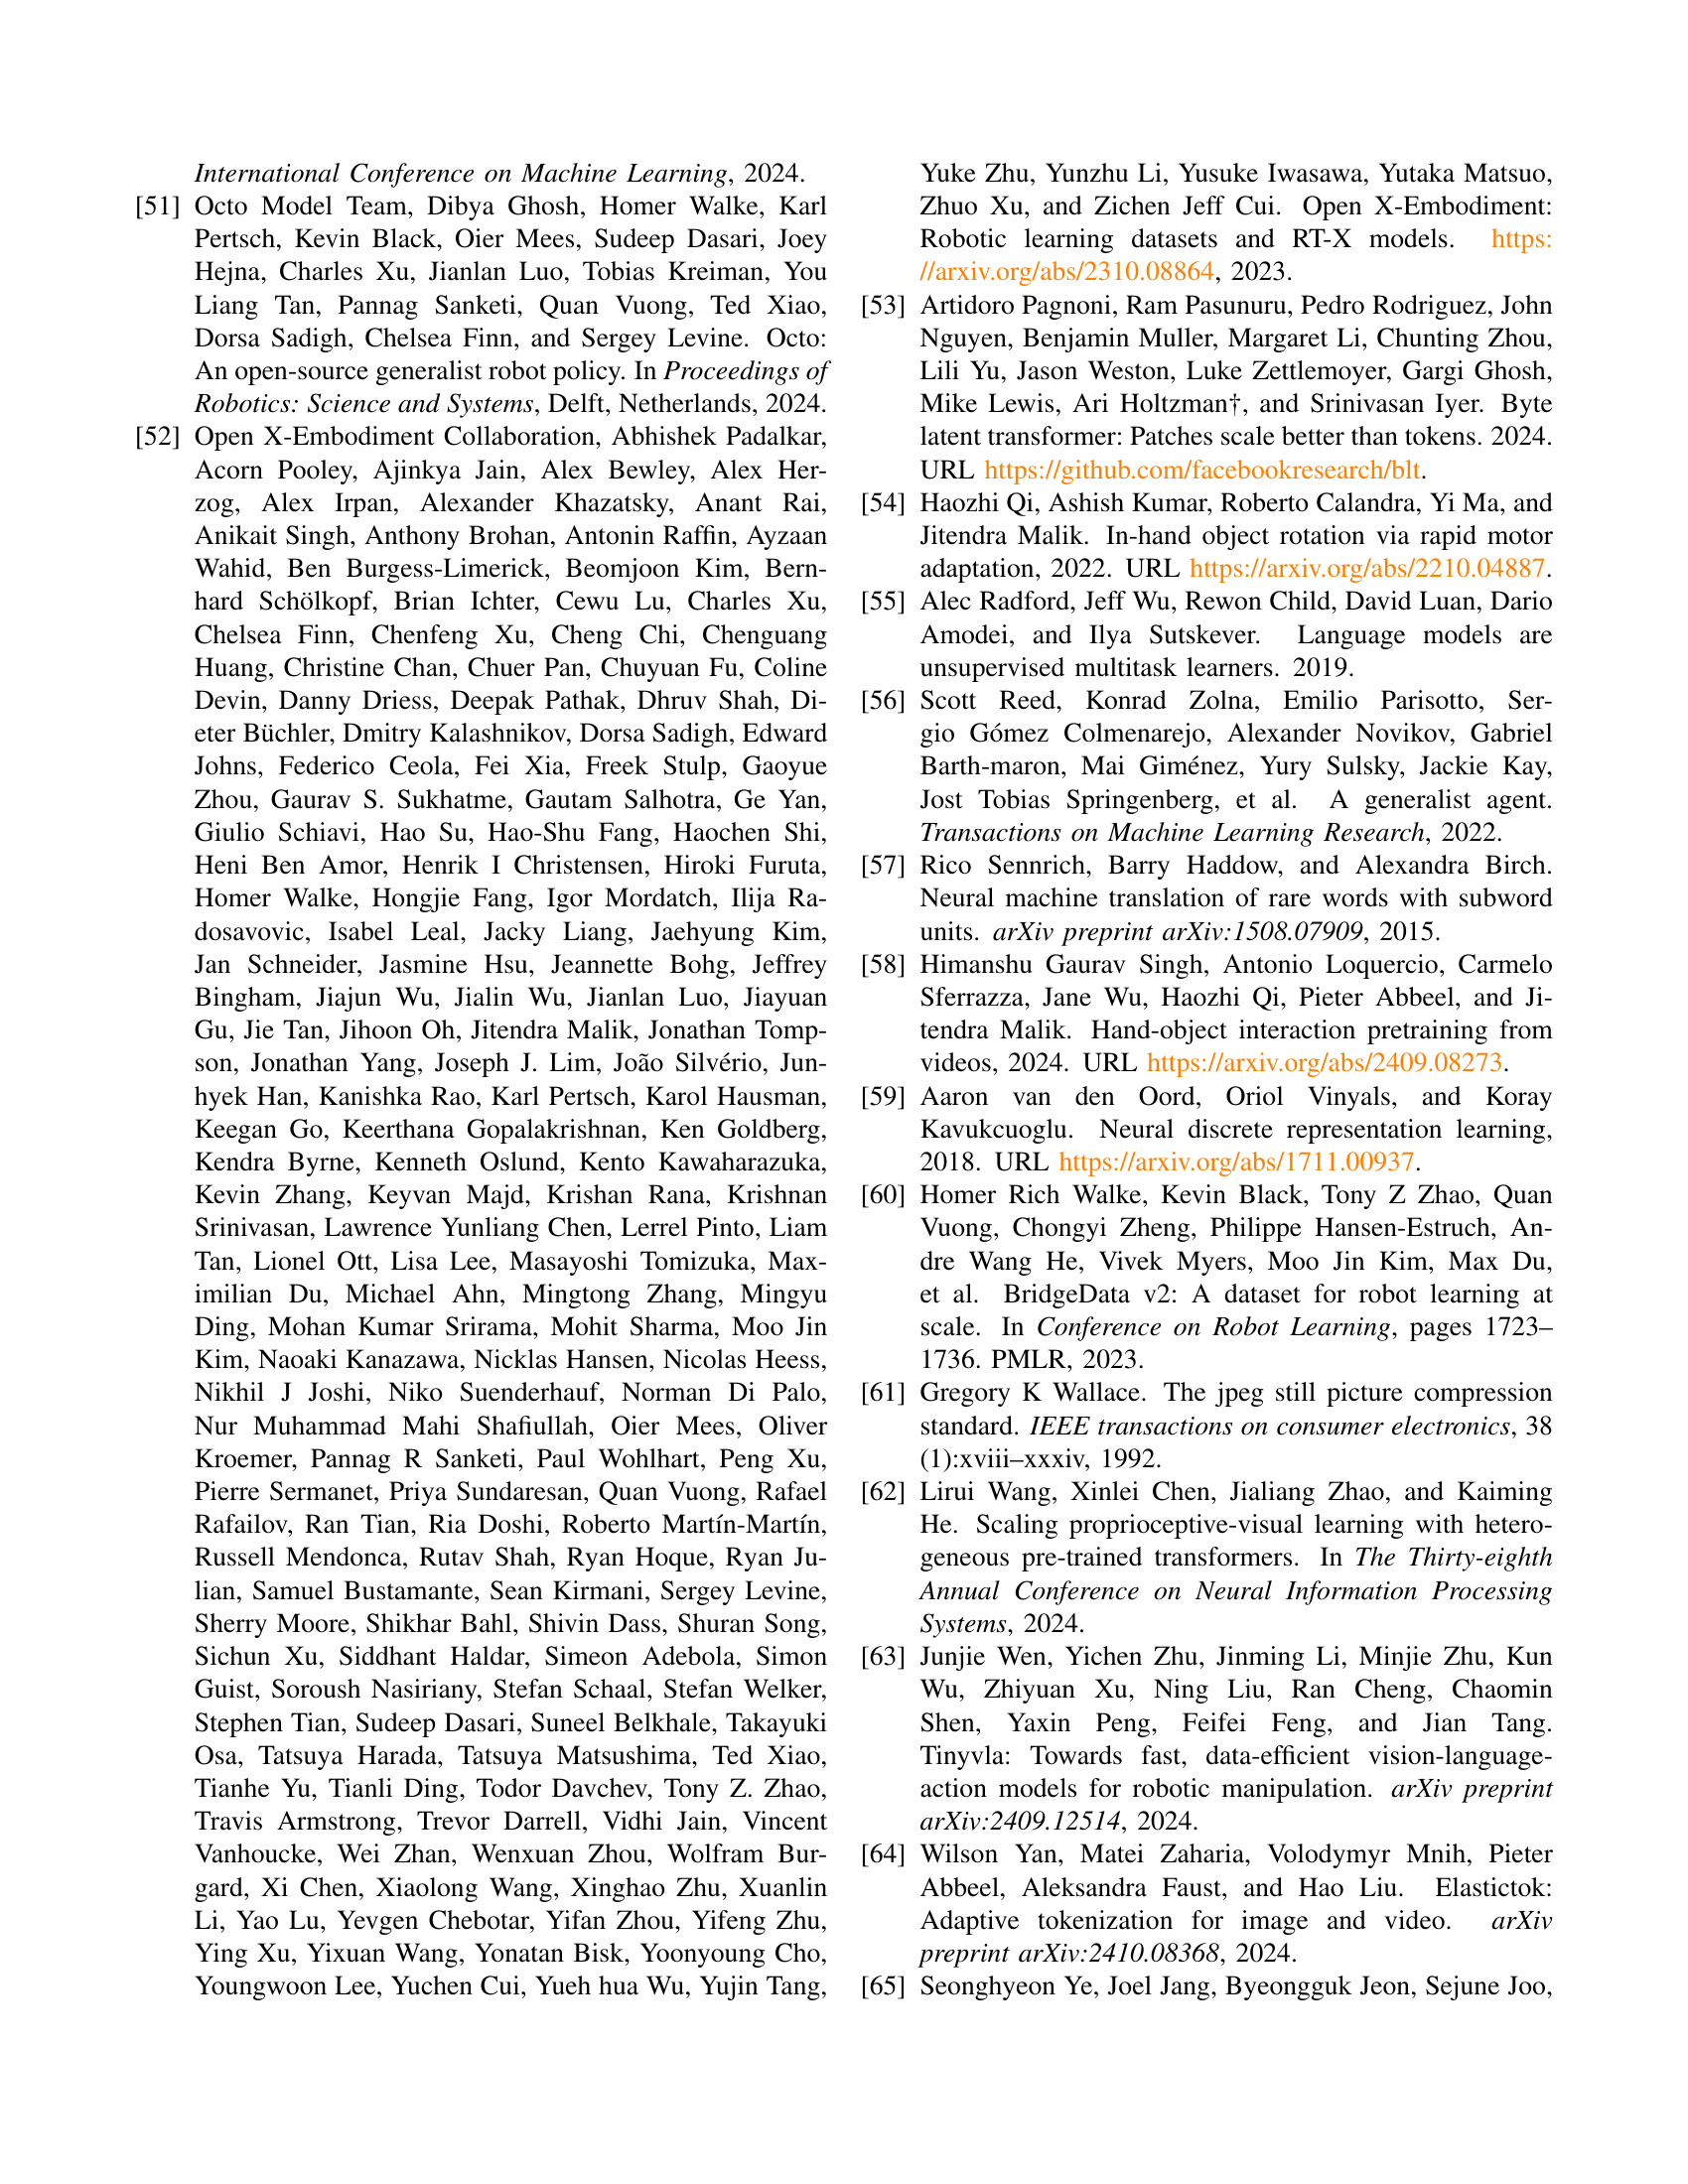 International Conference on Machine Learning, 2024.
[51] Octo Model Team, Dibya Ghosh, Homer Walke, Karl
Pertsch, Kevin Black, Oier Mees, Sudeep Dasari, Joey
Hejna, Charles Xu, Jianlan Luo, Tobias Kreiman, You
Liang Tan, Pannag Sanketi, Quan Vuong, Ted Xiao,
Dorsa Sadigh, Chelsea Finn, and Sergey Levine. Octo:
An open-source generalist robot policy. In Proceedings of
Robotics: Science and Systems, Delft, Netherlands, 2024.
[52] Open X-Embodiment Collaboration, Abhishek Padalkar,
Acorn Pooley, Ajinkya Jain, Alex Bewley, Alex Her-
zog, Alex Irpan, Alexander Khazatsky, Anant Rai,
Anikait Singh, Anthony Brohan, Antonin Raffin, Ayzaan
Wahid, Ben Burgess-Limerick, Beomjoon Kim, Bern-
hard Schölkopf, Brian Ichter, Cewu Lu, Charles Xu,
Chelsea Finn, Chenfeng Xu, Cheng Chi, Chenguang
Huang, Christine Chan, Chuer Pan, Chuyuan Fu, Coline
Devin, Danny Driess, Deepak Pathak, Dhruv Shah, Di-
eter Büchler, Dmitry Kalashnikov, Dorsa Sadigh, Edward
Johns, Federico Ceola, Fei Xia, Freek Stulp, Gaoyue
Zhou, Gaurav S. Sukhatme, Gautam Salhotra, Ge Yan,
Giulio Schiavi, Hao Su, Hao-Shu Fang, Haochen Shi,
Heni Ben Amor, Henrik I Christensen, Hiroki Furuta,
Homer Walke, Hongjie Fang, Igor Mordatch, Ilija Ra-
dosavovic, Isabel Leal, Jacky Liang, Jaehyung Kim,
Jan Schneider, Jasmine Hsu, Jeannette Bohg, Jeffrey
Bingham, Jiajun Wu, Jialin Wu, Jianlan Luo, Jiayuan
Gu, Jie Tan, Jihoon Oh, Jitendra Malik, Jonathan Tomp-
son, Jonathan Yang, Joseph J. Lim, João Silvério, Jun-
hyek Han, Kanishka Rao, Karl Pertsch, Karol Hausman,
Keegan Go, Keerthana Gopalakrishnan, Ken Goldberg,
Kendra Byrne, Kenneth Oslund, Kento Kawaharazuka,
Kevin Zhang, Keyvan Majd, Krishan Rana, Krishnan
Srinivasan, Lawrence Yunliang Chen, Lerrel Pinto, Liam
Tan, Lionel Ott, Lisa Lee, Masayoshi Tomizuka, Max-
imilian Du, Michael Ahn, Mingtong Zhang, Mingyu
Ding, Mohan Kumar Srirama, Mohit Sharma, Moo Jin
Kim, Naoaki Kanazawa, Nicklas Hansen, Nicolas Heess,
Nikhil J Joshi, Niko Suenderhauf, Norman Di Palo,
Nur Muhammad Mahi Shafiullah, Oier Mees, Oliver
Kroemer, Pannag R Sanketi, Paul Wohlhart, Peng Xu,
Pierre Sermanet, Priya Sundaresan, Quan Vuong, Rafael
Rafailov, Ran Tian, Ria Doshi, Roberto Martín-Martín,
Russell Mendonca, Rutav Shah, Ryan Hoque, Ryan Ju-
lian, Samuel Bustamante, Sean Kirmani, Sergey Levine,
Sherry Moore, Shikhar Bahl, Shivin Dass, Shuran Song,
Sichun Xu, Siddhant Haldar, Simeon Adebola, Simon
Guist, Soroush Nasiriany, Stefan Schaal, Stefan Welker,
Stephen Tian, Sudeep Dasari, Suneel Belkhale, Takayuki
Osa, Tatsuya Harada, Tatsuya Matsushima, Ted Xiao,
Tianhe Yu, Tianli Ding, Todor Davchev, Tony Z. Zhao,
Travis Armstrong, Trevor Darrell, Vidhi Jain, Vincent
Vanhoucke, Wei Zhan, Wenxuan Zhou, Wolfram Bur-
gard, Xi Chen, Xiaolong Wang, Xinghao Zhu, Xuanlin
Li, Yao Lu, Yevgen Chebotar, Yifan Zhou, Yifeng Zhu,
Ying Xu, Yixuan Wang, Yonatan Bisk, Yoonyoung Cho,
Youngwoon Lee, Yuchen Cui, Yueh hua Wu, Yujin Tang,
Yuke Zhu, Yunzhu Li, Yusuke Iwasawa, Yutaka Matsuo,
Zhuo Xu, and Zichen Jeff Cui. Open X-Embodiment:
Robotic learning datasets and RT-X models. https:
//arxiv.org/abs/2310.08864, 2023.
[53] Artidoro Pagnoni, Ram Pasunuru, Pedro Rodriguez, John
Nguyen, Benjamin Muller, Margaret Li, Chunting Zhou,
Lili Yu, Jason Weston, Luke Zettlemoyer, Gargi Ghosh,
Mike Lewis, Ari Holtzman†, and Srinivasan Iyer. Byte
latent transformer: Patches scale better than tokens. 2024.
URL https://github.com/facebookresearch/blt.
[54] Haozhi Qi, Ashish Kumar, Roberto Calandra, Yi Ma, and
Jitendra Malik. In-hand object rotation via rapid motor
adaptation, 2022. URL https://arxiv.org/abs/2210.04887.
[55] Alec Radford, Jeff Wu, Rewon Child, David Luan, Dario
Amodei, and Ilya Sutskever. Language models are
unsupervised multitask learners. 2019.
[56] Scott Reed, Konrad Zolna, Emilio Parisotto, Ser-
gio Gómez Colmenarejo, Alexander Novikov, Gabriel
Barth-maron, Mai Giménez, Yury Sulsky, Jackie Kay,
Jost Tobias Springenberg, et al. A generalist agent.
Transactions on Machine Learning Research, 2022.
[57] Rico Sennrich, Barry Haddow, and Alexandra Birch.
Neural machine translation of rare words with subword
units. arXiv preprint arXiv:1508.07909, 2015.
[58] Himanshu Gaurav Singh, Antonio Loquercio, Carmelo
Sferrazza, Jane Wu, Haozhi Qi, Pieter Abbeel, and Ji-
tendra Malik. Hand-object interaction pretraining from
videos, 2024. URL https://arxiv.org/abs/2409.08273.
[59] Aaron van den Oord, Oriol Vinyals, and Koray
Kavukcuoglu. Neural discrete representation learning,
2018. URL https://arxiv.org/abs/1711.00937.
[60] Homer Rich Walke, Kevin Black, Tony Z Zhao, Quan
Vuong, Chongyi Zheng, Philippe Hansen-Estruch, An-
dre Wang He, Vivek Myers, Moo Jin Kim, Max Du,
et al. BridgeData v2: A dataset for robot learning at
scale. In Conference on Robot Learning, pages 1723–
1736. PMLR, 2023.
[61] Gregory K Wallace. The jpeg still picture compression
standard. IEEE transactions on consumer electronics, 38
(1):xviii–xxxiv, 1992.
[62] Lirui Wang, Xinlei Chen, Jialiang Zhao, and Kaiming
He. Scaling proprioceptive-visual learning with hetero-
geneous pre-trained transformers. In The Thirty-eighth
Annual Conference on Neural Information Processing
Systems, 2024.
[63] Junjie Wen, Yichen Zhu, Jinming Li, Minjie Zhu, Kun
Wu, Zhiyuan Xu, Ning Liu, Ran Cheng, Chaomin
Shen, Yaxin Peng, Feifei Feng, and Jian Tang.
Tinyvla: Towards fast, data-efficient vision-language-
action models for robotic manipulation. arXiv preprint
arXiv:2409.12514, 2024.
[64] Wilson Yan, Matei Zaharia, Volodymyr Mnih, Pieter
Abbeel, Aleksandra Faust, and Hao Liu. Elastictok:
Adaptive tokenization for image and video. arXiv
preprint arXiv:2410.08368, 2024.
[65] Seonghyeon Ye, Joel Jang, Byeongguk Jeon, Sejune Joo,